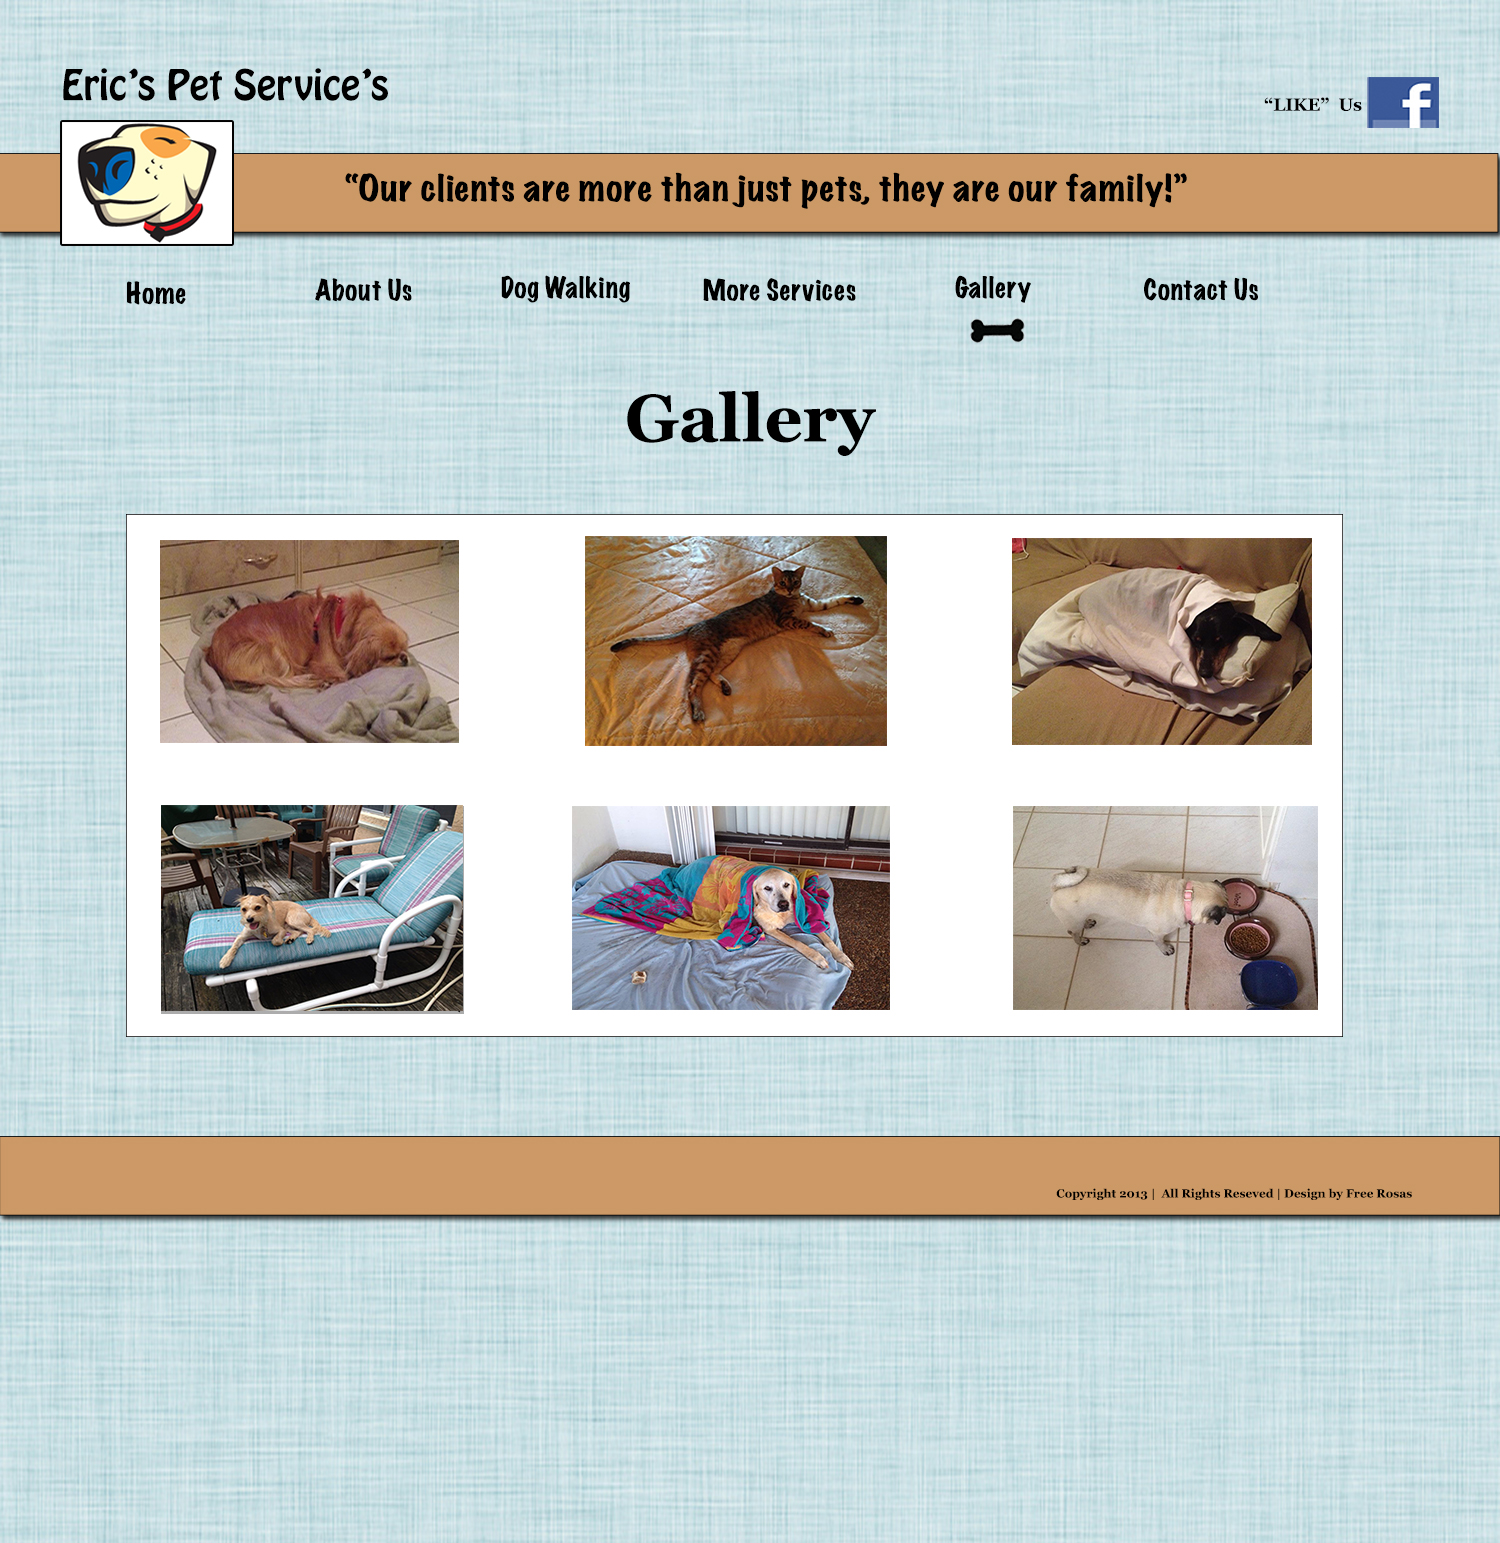 Eric’s Pet Service’s
“LIKE” Us
“Our clients are more than just pets, they are our family!”
Home About Us Dog Walking More Services Gallery Contact Us
Gallery
Copyright 2013 | All Rights Reseved | Design by Free Rosas